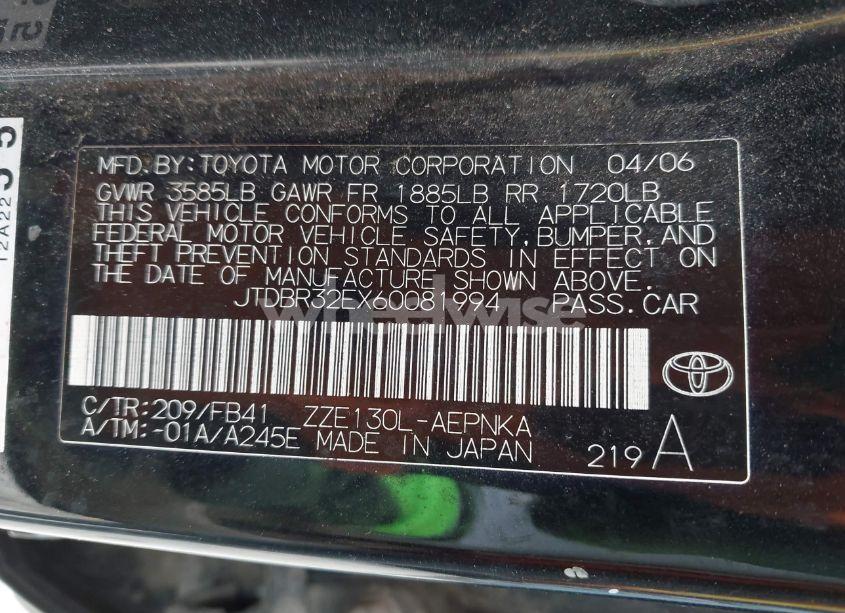 MFD.BY:TOYOTA MOTOR CORPORATION 04/06
GVWR 3585LB GAWR FR 1885LB RR 1720LB
THIS VEHICLE CONFORMS TO ALL APPLICABLE
FEDERAL MOTOR VEHICLE SAFETY,BUMPER,AND
THEFT PREVENTION STANDARDS IN EFFECT ON
THE DATE OF MANUFACTURE SHOWN ABOVE.
JTDBR32EX60081994 PASS.CAR
wheelwise
C/TR:209/FB41 ZZE130L-AEPNKA
A/TM:-01A/A245E MADE IN JAPAN
219 A
12A22